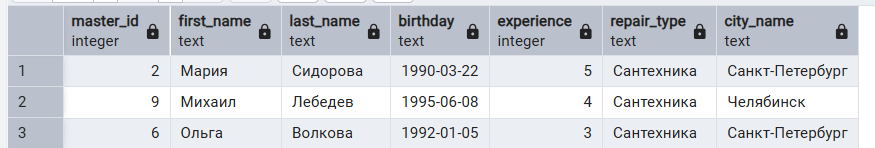 master_id first_name last_name birthday experience repair_type city_name
integer text text text integer text text
1 2 Мария Сидорова 1990-03-22 5 Сантехника Санкт-Петербург
2 9 Михаил Лебедев 1995-06-08 4 Сантехника Челябинск
3 6 Ольга Волкова 1992-01-05 3 Сантехника Санкт-Петербург